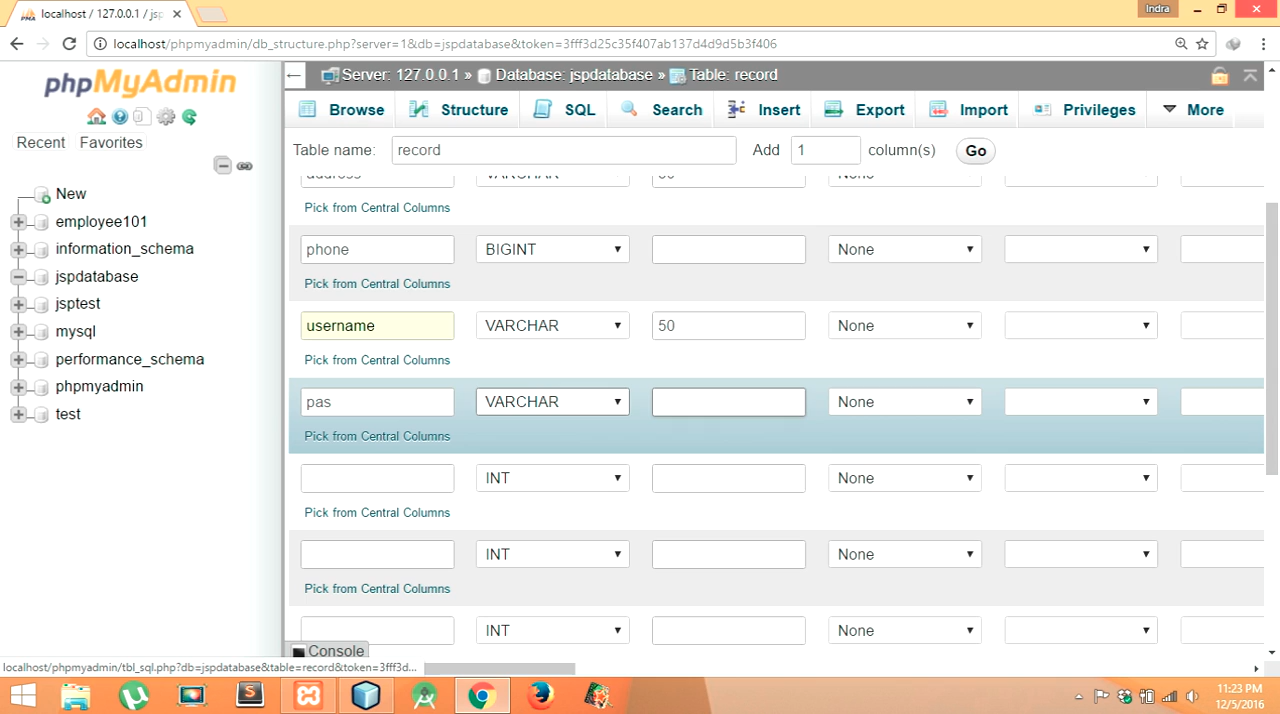 localhost / 127.0.0.1 / jsp
Indra
localhost/phpmyadmin/db_structure.php?server=1&db=jspdatabase&token=3fff3d25c35f407ab137d4d9d5b3f406
phpMyAdmin
Recent Favorites
New
employee101
information_schema
jspdatabase
jsptest
mysql
performance_schema
phpmyadmin
test
Server: 127.0.0.1 » Database: jspdatabase » Table: record
Browse Structure SQL Search Insert Export Import Privileges More
Table name: record Add 1 column(s) Go
address VARCHAR 50 None
Pick from Central Columns
phone BIGINT None
Pick from Central Columns
username VARCHAR 50 None
Pick from Central Columns
pas VARCHAR None
Pick from Central Columns
INT None
Pick from Central Columns
INT None
Pick from Central Columns
INT None
Console
localhost/phpmyadmin/tbl_sql.php?db=jspdatabase&table=record&token=3fff3d...
11:23 PM
12/5/2016